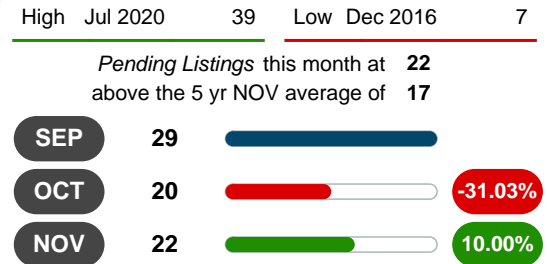 High Jul 2020 39 Low Dec 2016 7
Pending Listings this month at 22
above the 5 yr NOV average of 17
SEP 29
OCT 20 -31.03%
NOV 22 10.00%